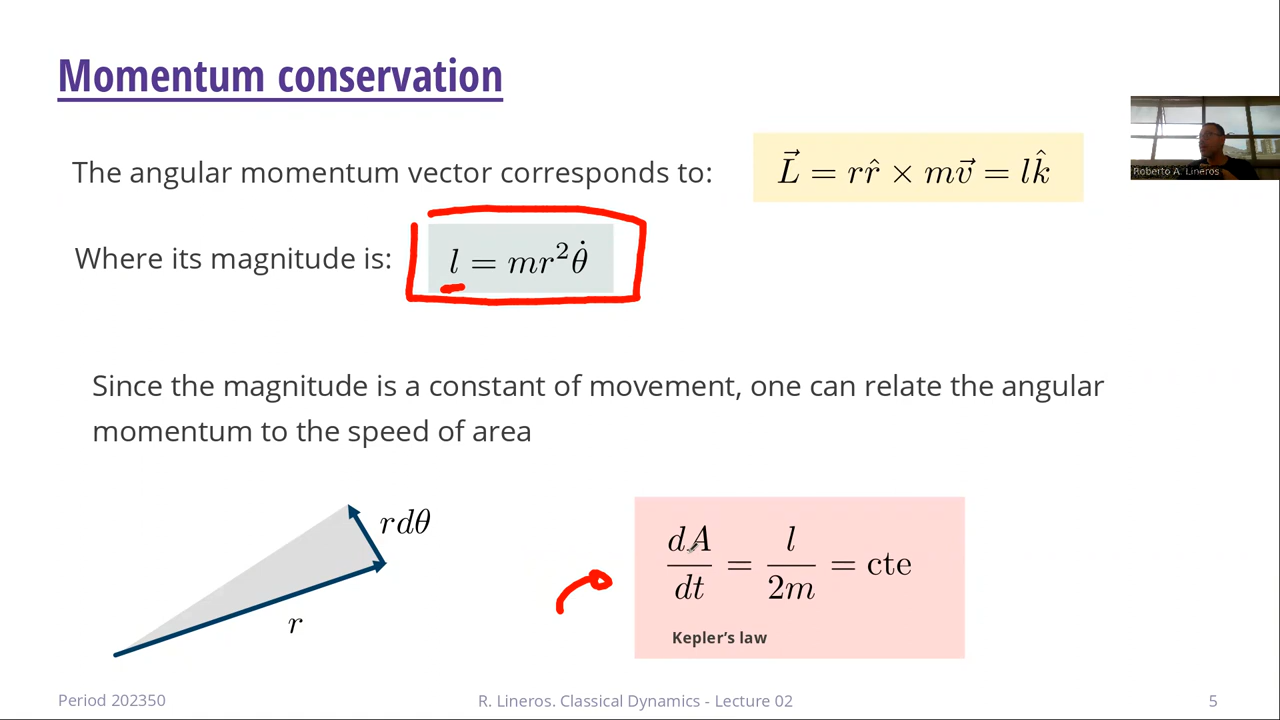 Momentum conservation
The angular momentum vector corresponds to:
$\vec{L} = r\hat{r} \times m\vec{v} = l\hat{k}$
Roberto A. Lineros
Where its magnitude is:
$l = mr^2\dot{\theta}$
Since the magnitude is a constant of movement, one can relate the angular
momentum to the speed of area
$rd\theta$
$r$
$\frac{dA}{dt} = \frac{l}{2m} = \text{cte}$
Kepler’s law
Period 202350
R. Lineros. Classical Dynamics - Lecture 02
5